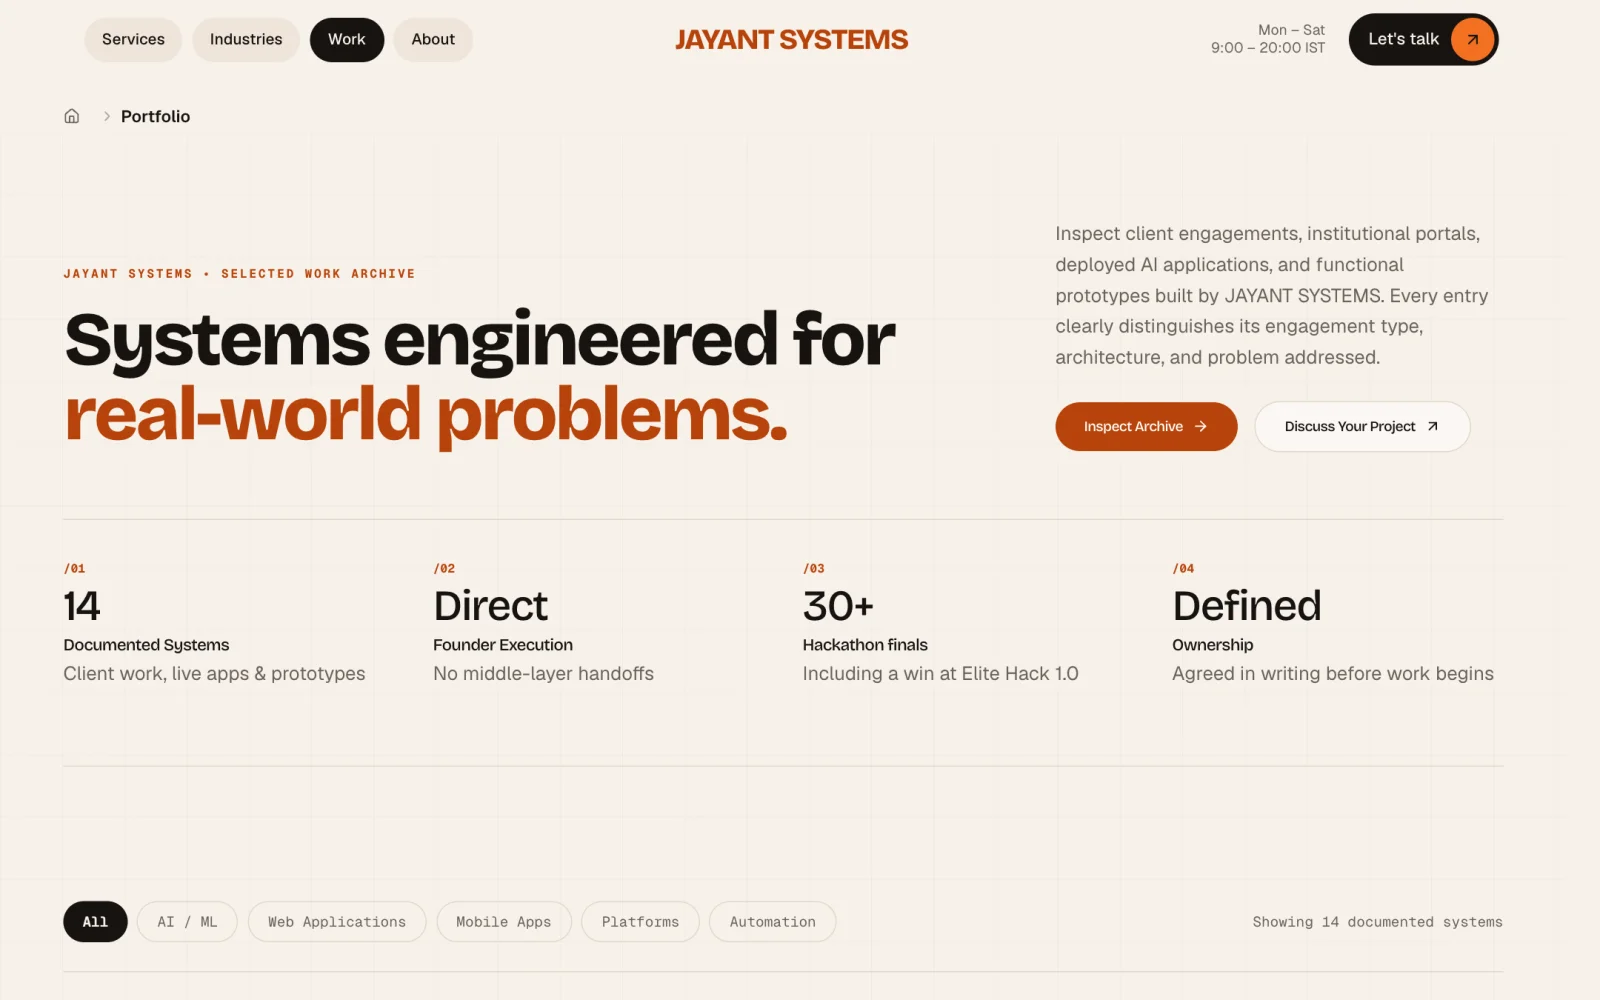 Services
Industries
Work
About
JAYANT SYSTEMS
Mon – Sat
9:00 – 20:00 IST
Let's talk
Portfolio
JAYANT SYSTEMS • SELECTED WORK ARCHIVE
Systems engineered for
real-world problems.
Inspect client engagements, institutional portals,
deployed AI applications, and functional
prototypes built by JAYANT SYSTEMS. Every entry
clearly distinguishes its engagement type,
architecture, and problem addressed.
Inspect Archive
Discuss Your Project
/01
14
Documented Systems
Client work, live apps & prototypes
/02
Direct
Founder Execution
No middle-layer handoffs
/03
30+
Hackathon finals
Including a win at Elite Hack 1.0
/04
Defined
Ownership
Agreed in writing before work begins
All
AI / ML
Web Applications
Mobile Apps
Platforms
Automation
Showing 14 documented systems